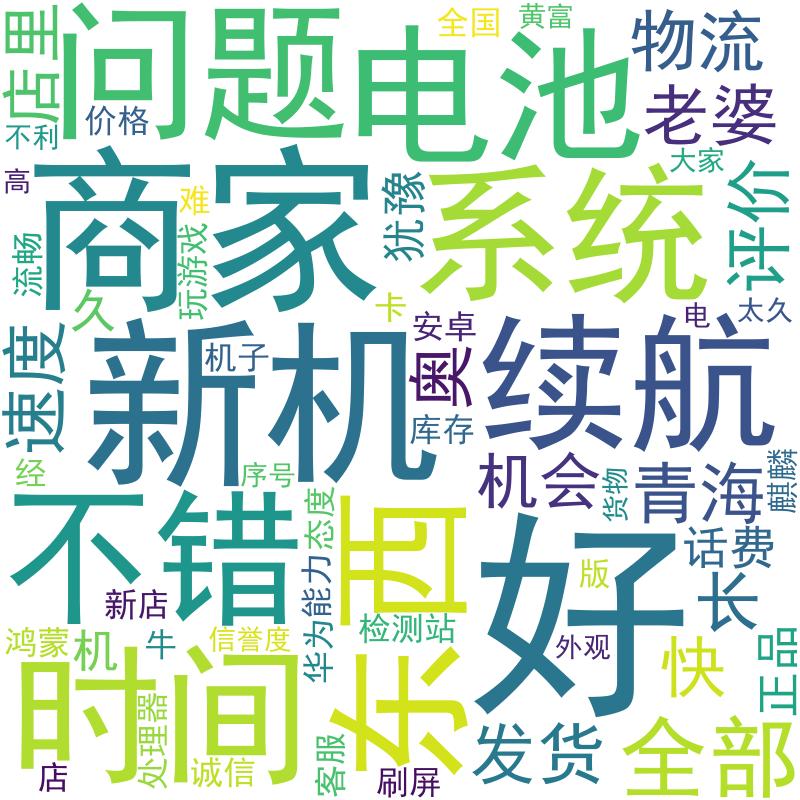 店里
问题
电池
全国
黄富
物流
老婆
不利
价格
商家
系统
大家
评价
高
难
犹豫
流畅
玩游戏
久
卡
安卓
电
太久
速度
新机
机子
奥
续航
库存
机会
青海
货物
麒麟
经
序号
不错
态度
东西
好
话费
版
长
新店
华为能力
检测站
外观
正品
鸿蒙
机
牛
信誉度
时间
快
处理器
诚信
店
客服
刷屏
发货
全部